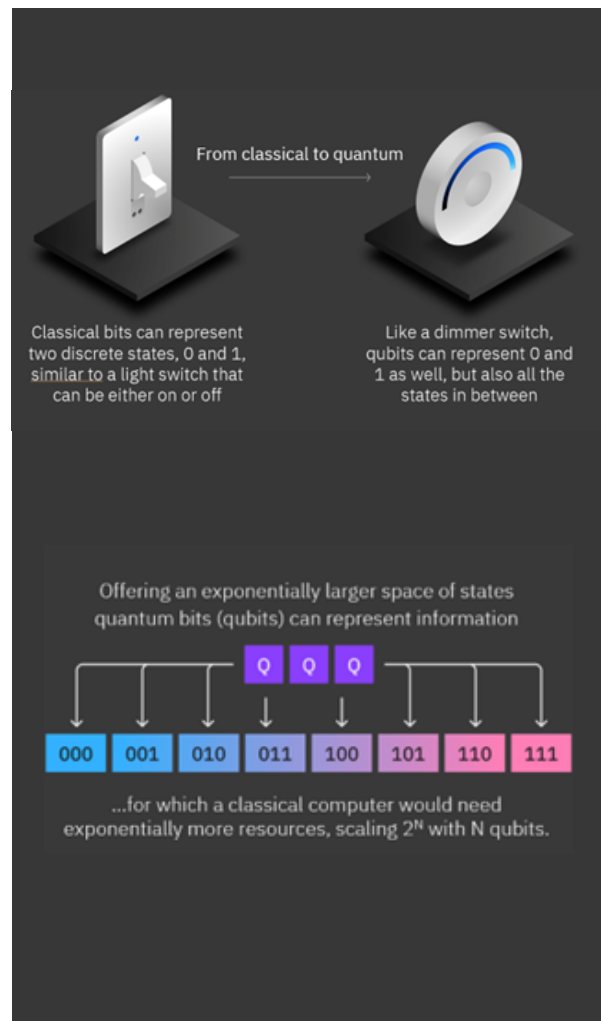 From classical to quantum
Classical bits can represent
two discrete states, 0 and 1,
similar to a light switch that
can be either on or off
Like a dimmer switch,
qubits can represent 0 and
1 as well, but also all the
states in between
Offering an exponentially larger space of states
quantum bits (qubits) can represent information
Q Q Q
000 001 010 011 100 101 110 111
...for which a classical computer would need
exponentially more resources, scaling 2ᴺ with N qubits.